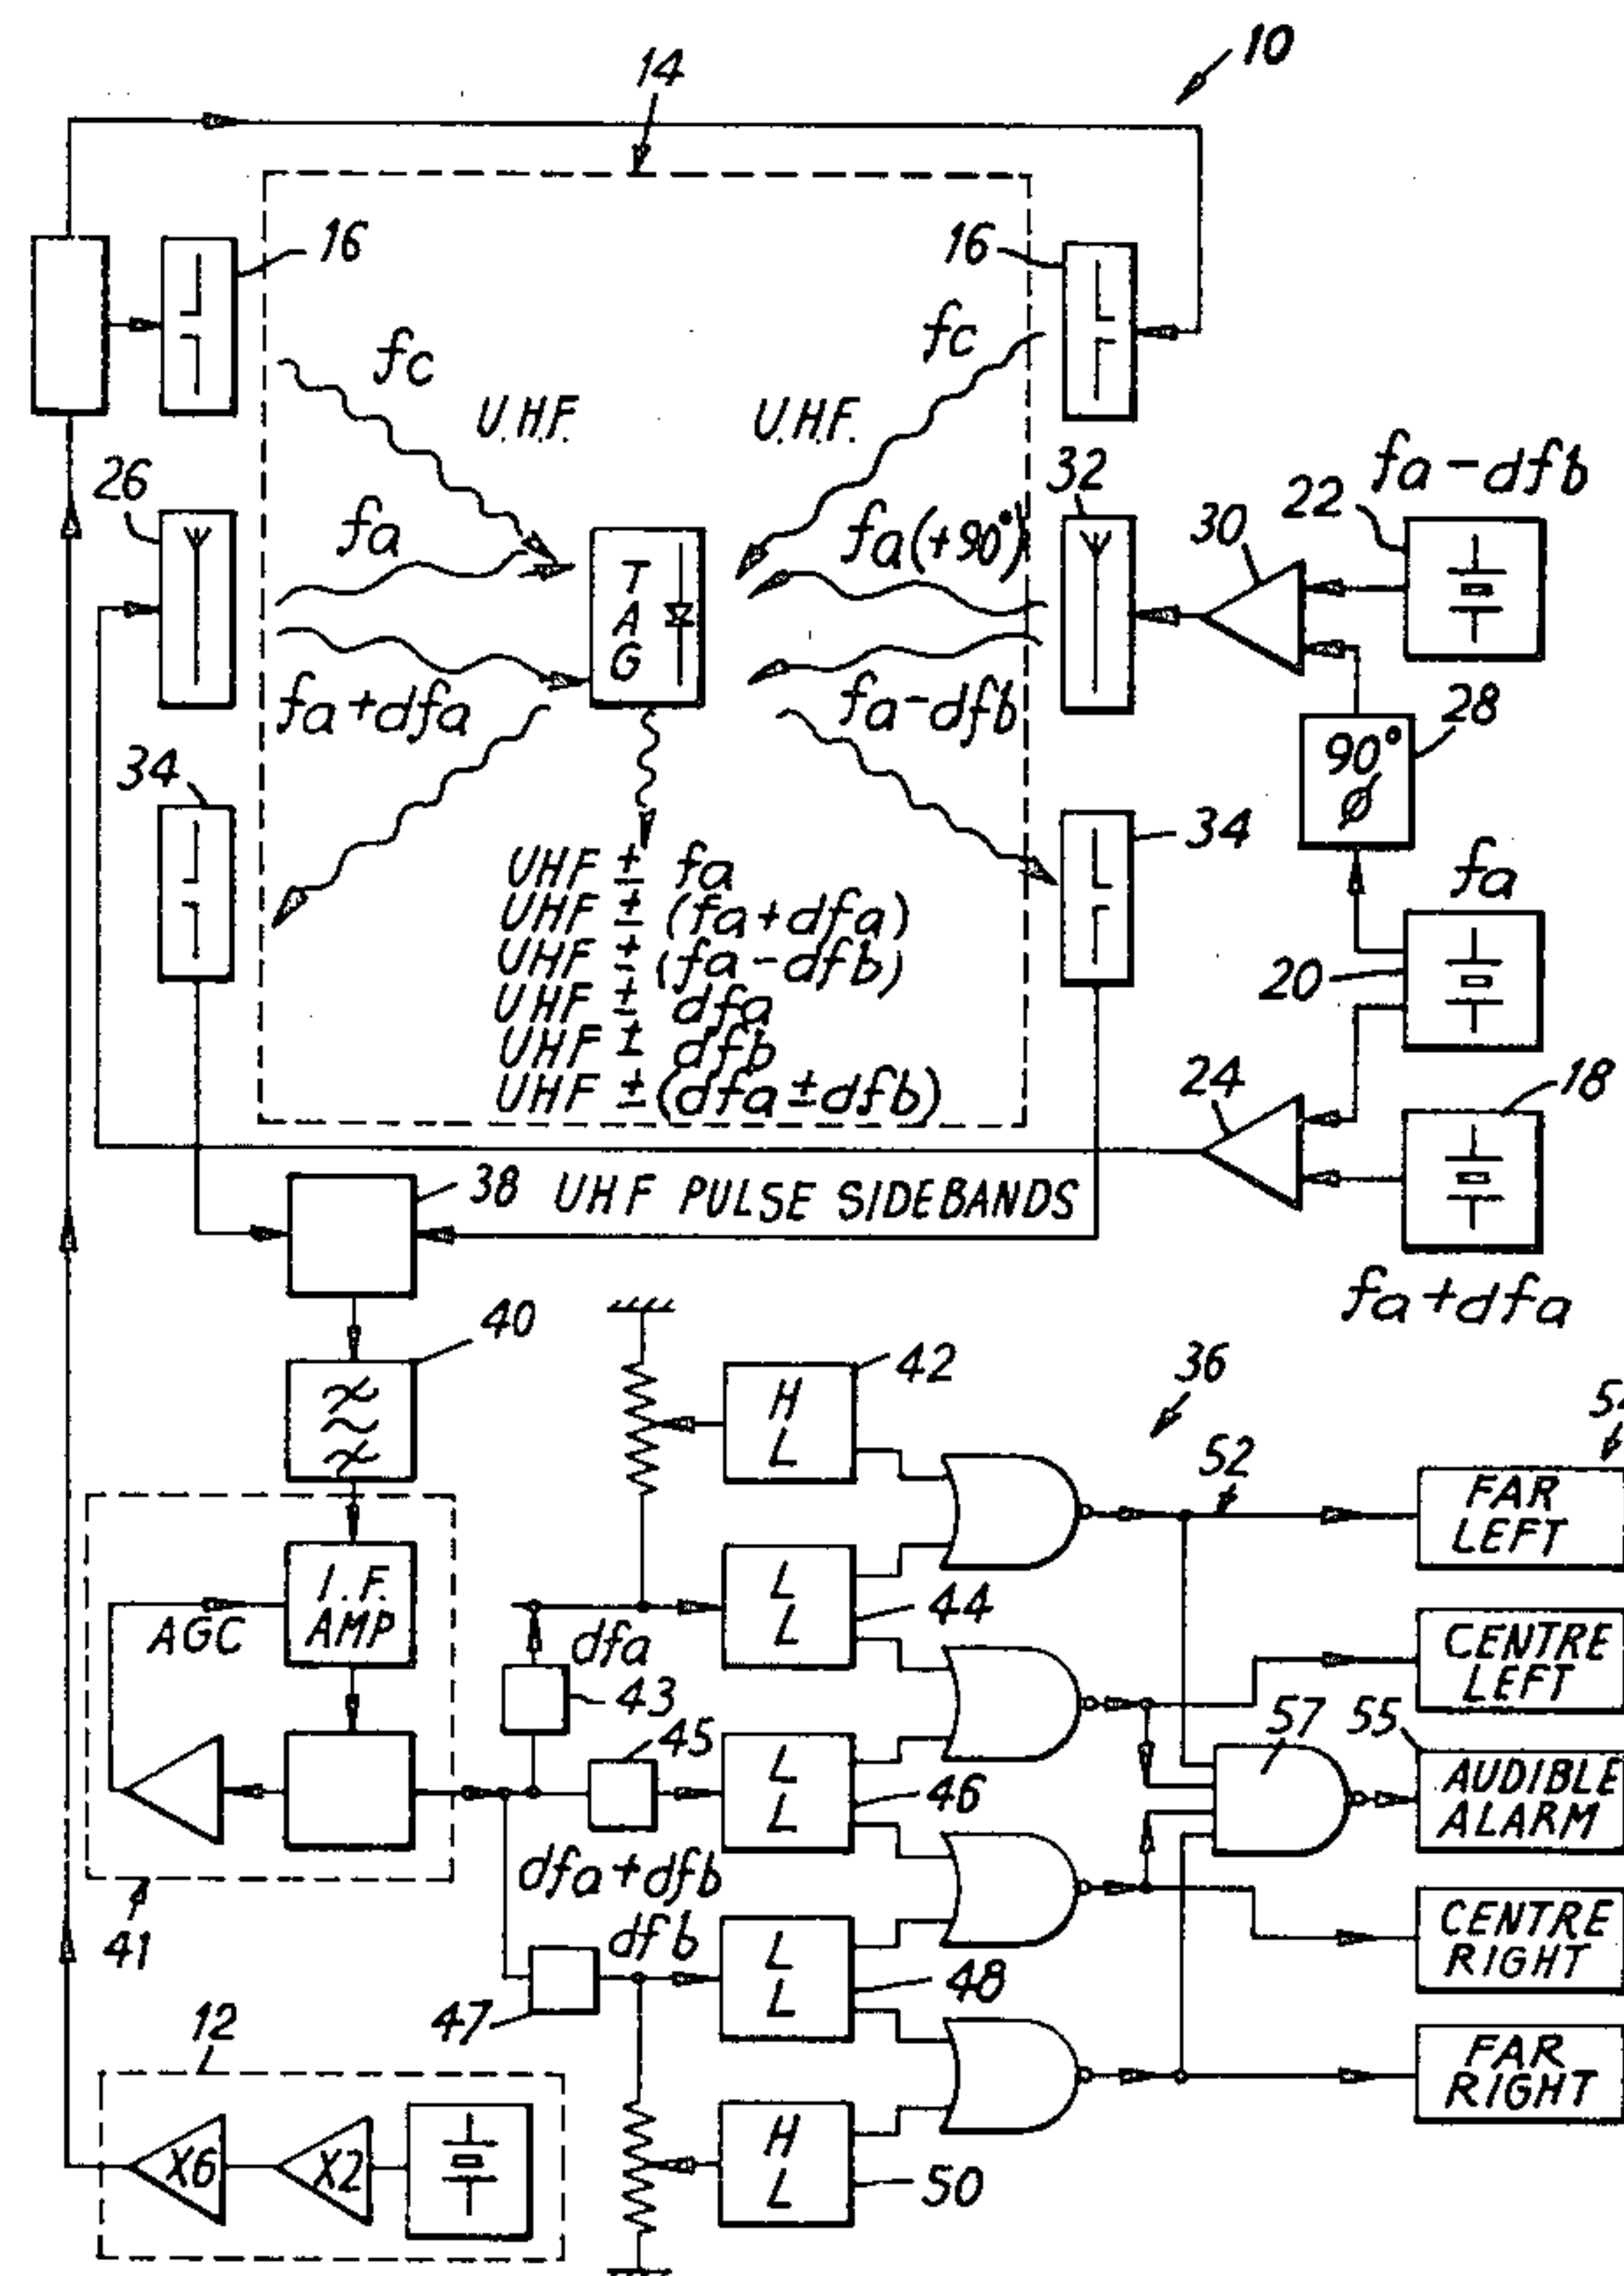 10
14
16
16
fc
fc
U.H.F.
U.H.F.
26
fa
32
fa(+90°)
30
22
fa-dfb
T
A
G
fa+dfa
fa-dfb
28
90°
Ø
34
34
UHF ± fa
UHF ± (fa+dfa)
UHF ± (fa-dfb)
UHF ± dfa
UHF ± dfb
UHF ±(dfa±dfb)
fa
20
24
18
fa+dfa
38
UHF PULSE SIDEBANDS
40
42
H
L
36
52
FAR
LEFT
I.F.
AMP
AGC
dfa
L
L
44
43
CENTRE
LEFT
45
L
L
46
57
55
AUDIBLE
ALARM
dfa+dfb
41
dfb
L
L
48
47
CENTRE
RIGHT
12
FAR
RIGHT
X6
X2
H
L
50